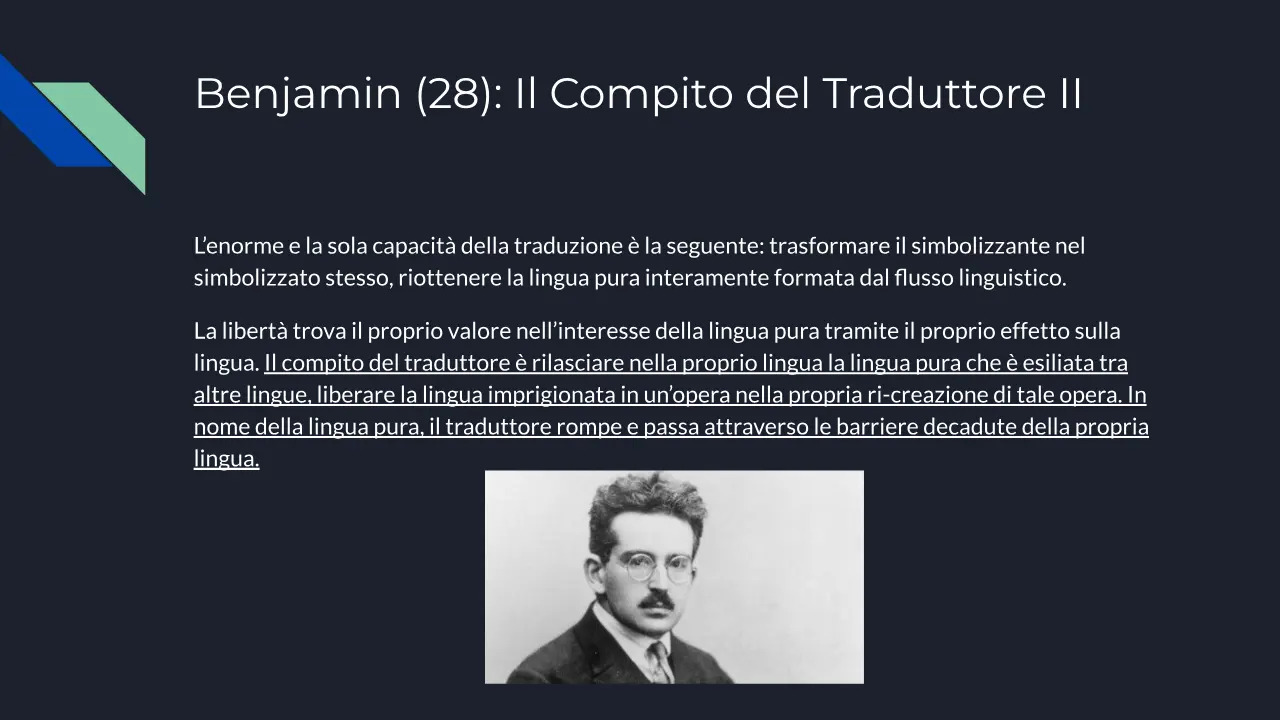 Benjamin (28): Il Compito del Traduttore II
L’enorme e la sola capacità della traduzione è la seguente: trasformare il simbolizzante nel
simbolizzato stesso, riottenere la lingua pura interamente formata dal flusso linguistico.
La libertà trova il proprio valore nell’interesse della lingua pura tramite il proprio effetto sulla
lingua. Il compito del traduttore è rilasciare nella proprio lingua la lingua pura che è esiliata tra
altre lingue, liberare la lingua imprigionata in un’opera nella propria ri-creazione di tale opera. In
nome della lingua pura, il traduttore rompe e passa attraverso le barriere decadute della propria
lingua.